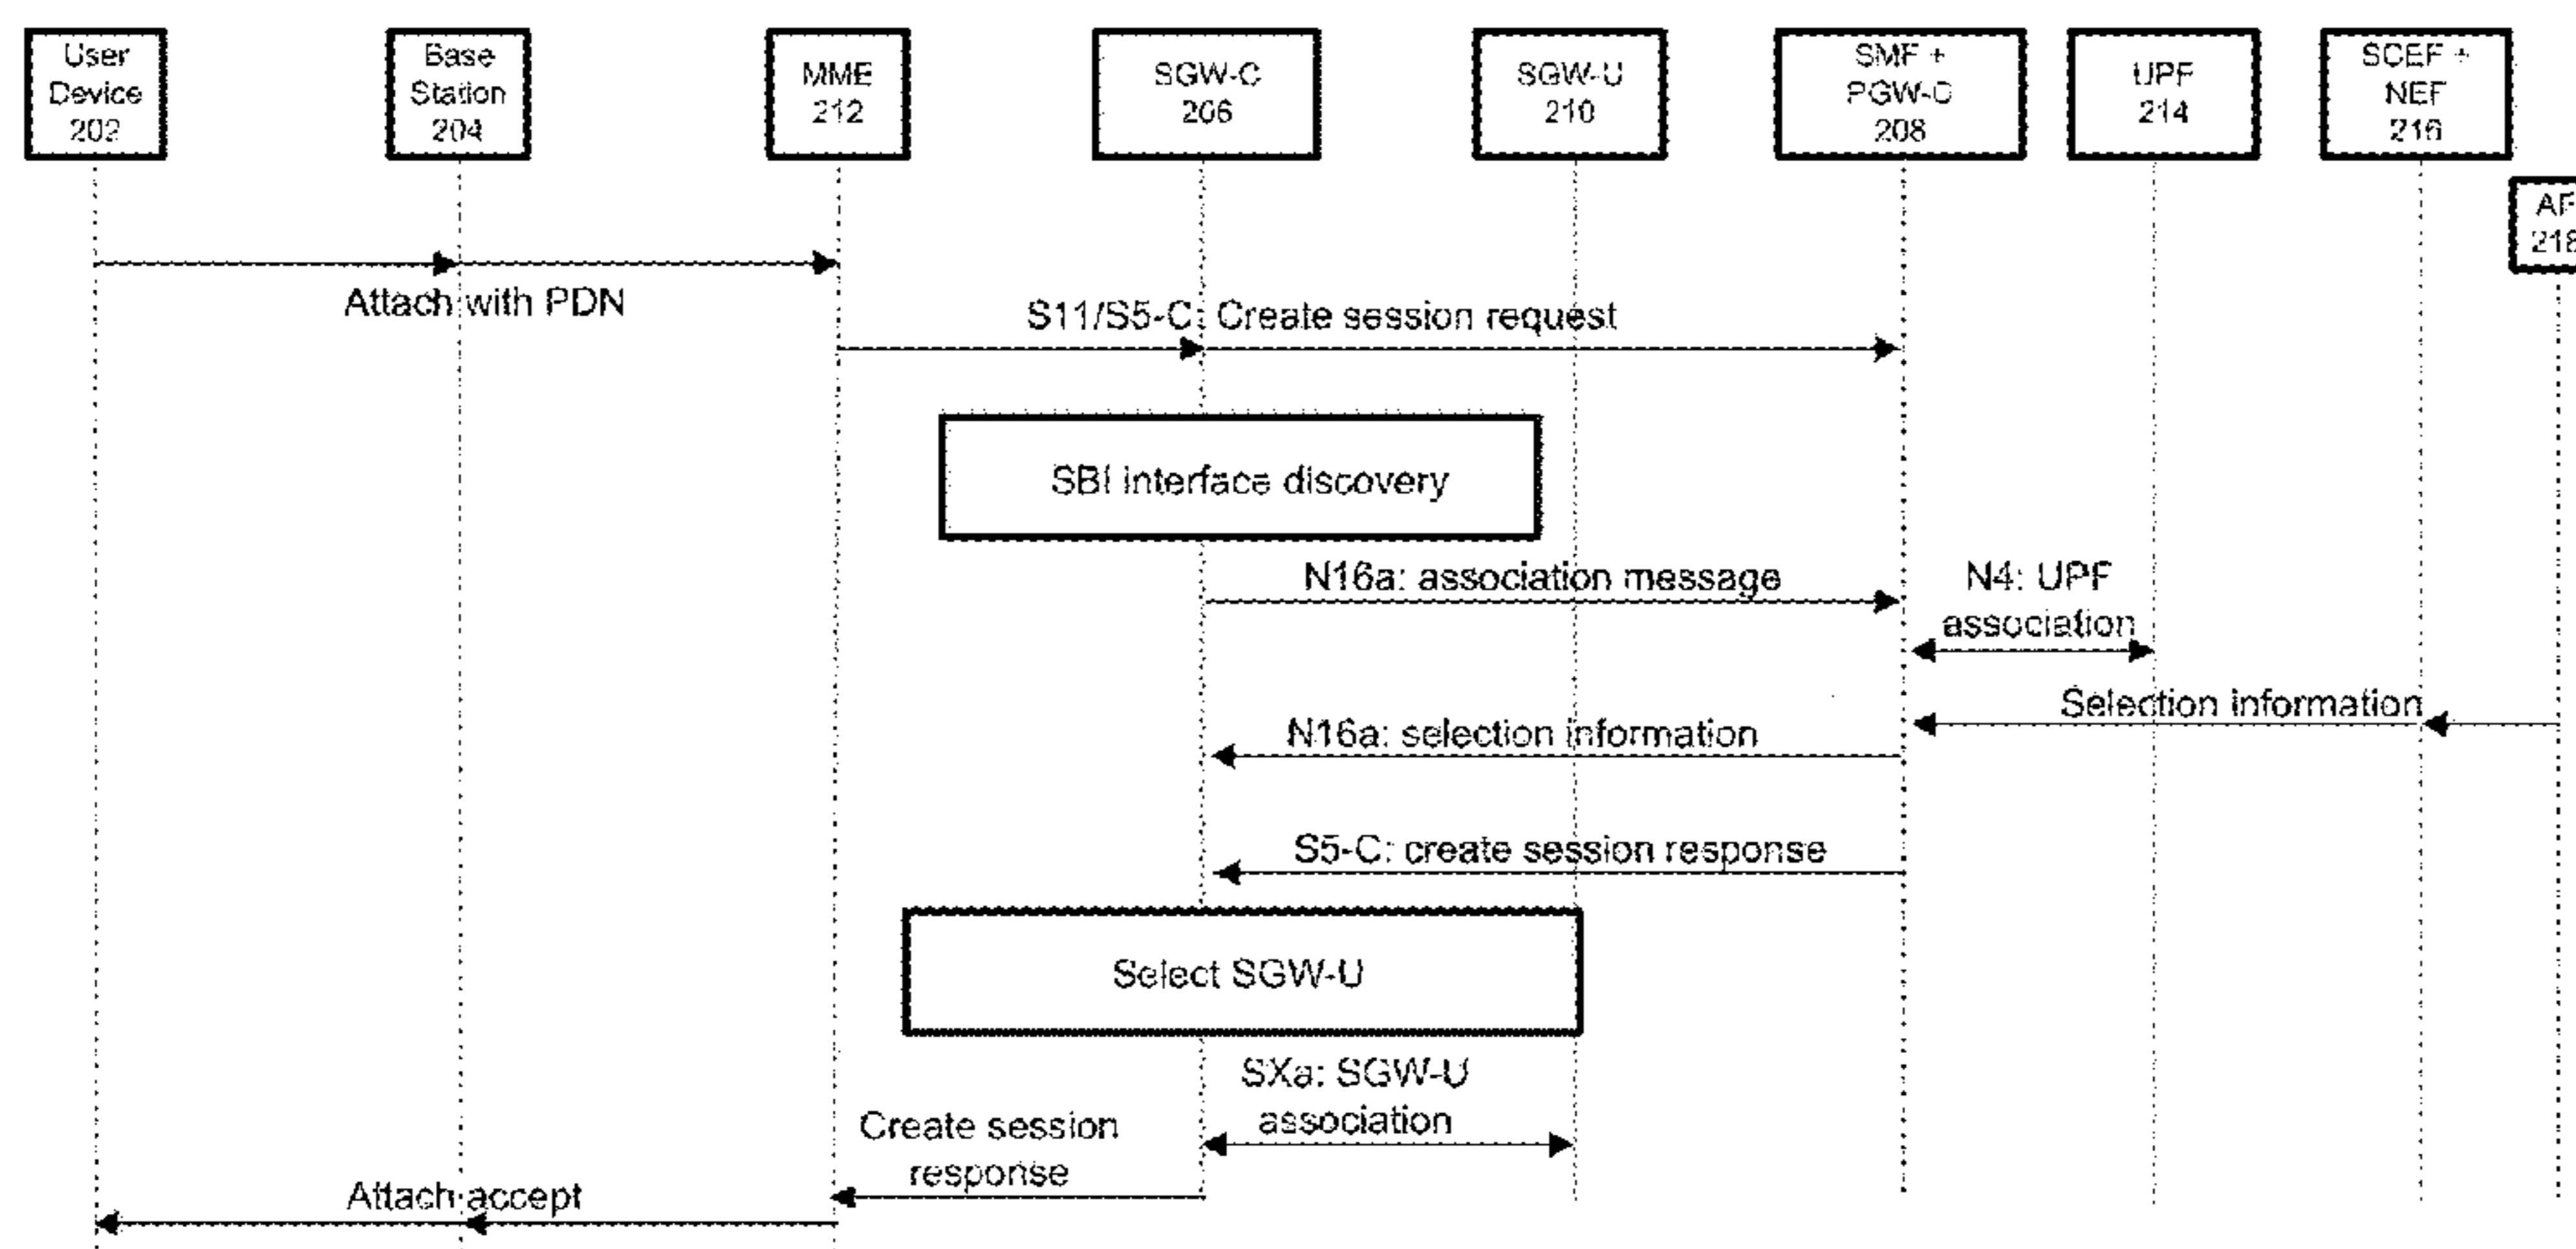 User
Device
202
Base
Station
204
MME
212
SGW-C
206
SGW-U
210
SMF +
PGW-C
208
UPF
214
SCEF +
NEF
216
AF
218
Attach with PDN
S11/S5-C: Create session request
SBI interface discovery
N16a: association message
N4: UPF
association
Selection information
N16a: selection information
S5-C: create session response
Select SGW-U
SXa: SGW-U
association
Create session
response
Attach accept